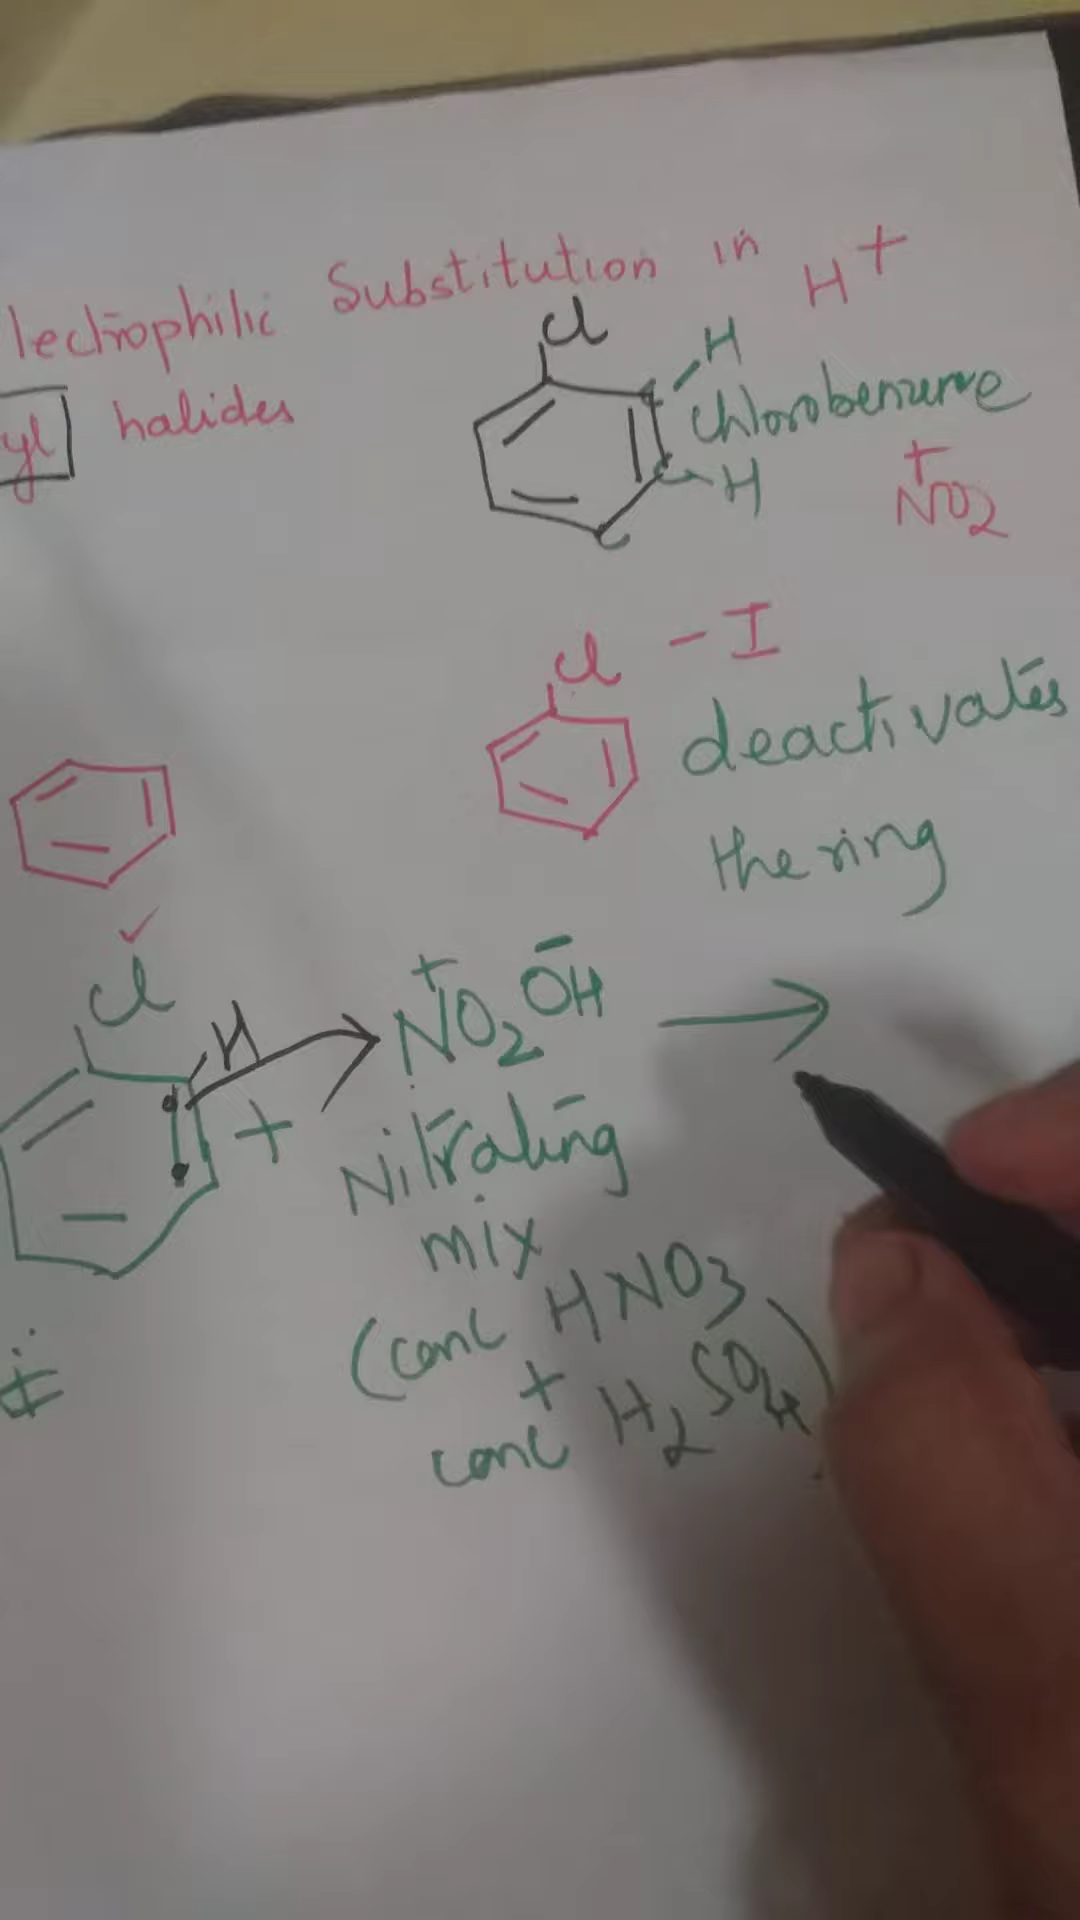 lectrophilic Substitution in H+
yl halides
Cl
H
Chlorobenzene
H
+
NO2
Cl - I
deactivates
the ring
Cl
H + NO2 OH
+ -
Nitrating
mix
(conc HNO3
+
conc H2SO4)